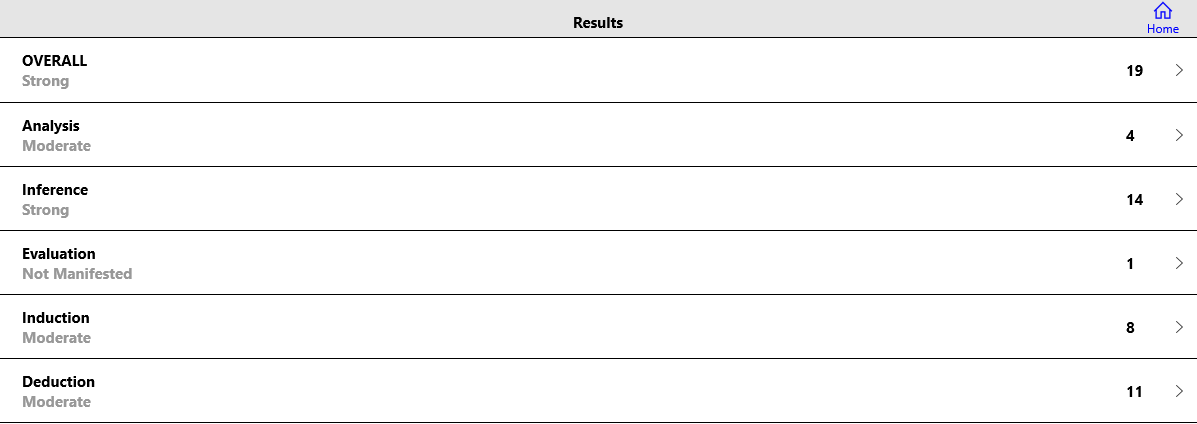 Results
Home
OVERALL
Strong
19
Analysis
Moderate
4
Inference
Strong
14
Evaluation
Not Manifested
1
Induction
Moderate
8
Deduction
Moderate
11